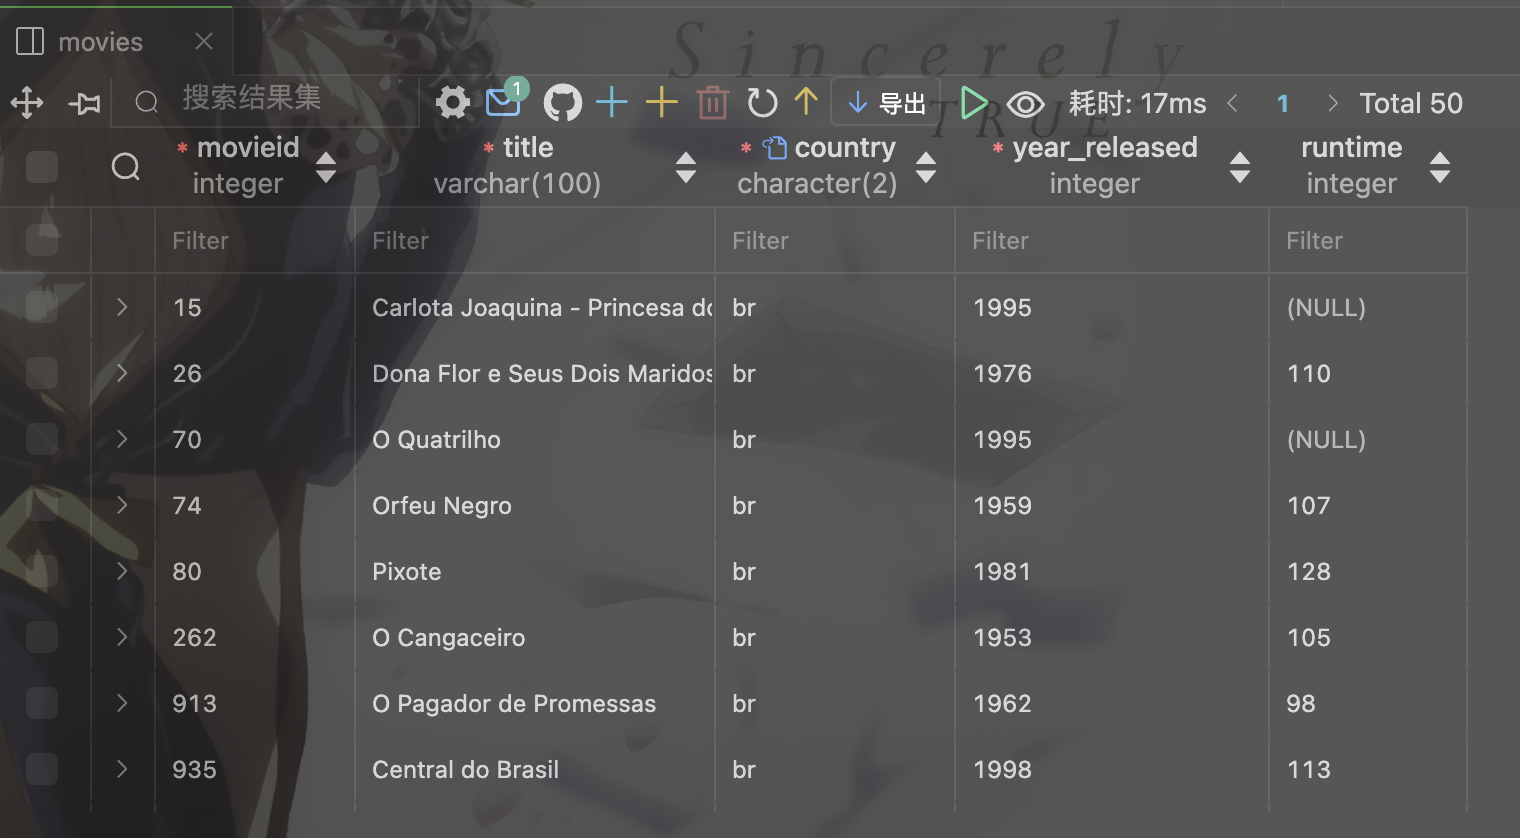 Sincerely
movies
搜索结果集
1
导出
耗时: 17ms
1
Total 50
TRUE
* movieid
integer
* title
varchar(100)
* country
character(2)
* year_released
integer
runtime
integer
Filter Filter Filter Filter Filter
15 Carlota Joaquina - Princesa do br 1995 (NULL)
26 Dona Flor e Seus Dois Maridos br 1976 110
70 O Quatrilho br 1995 (NULL)
74 Orfeu Negro br 1959 107
80 Pixote br 1981 128
262 O Cangaceiro br 1953 105
913 O Pagador de Promessas br 1962 98
935 Central do Brasil br 1998 113